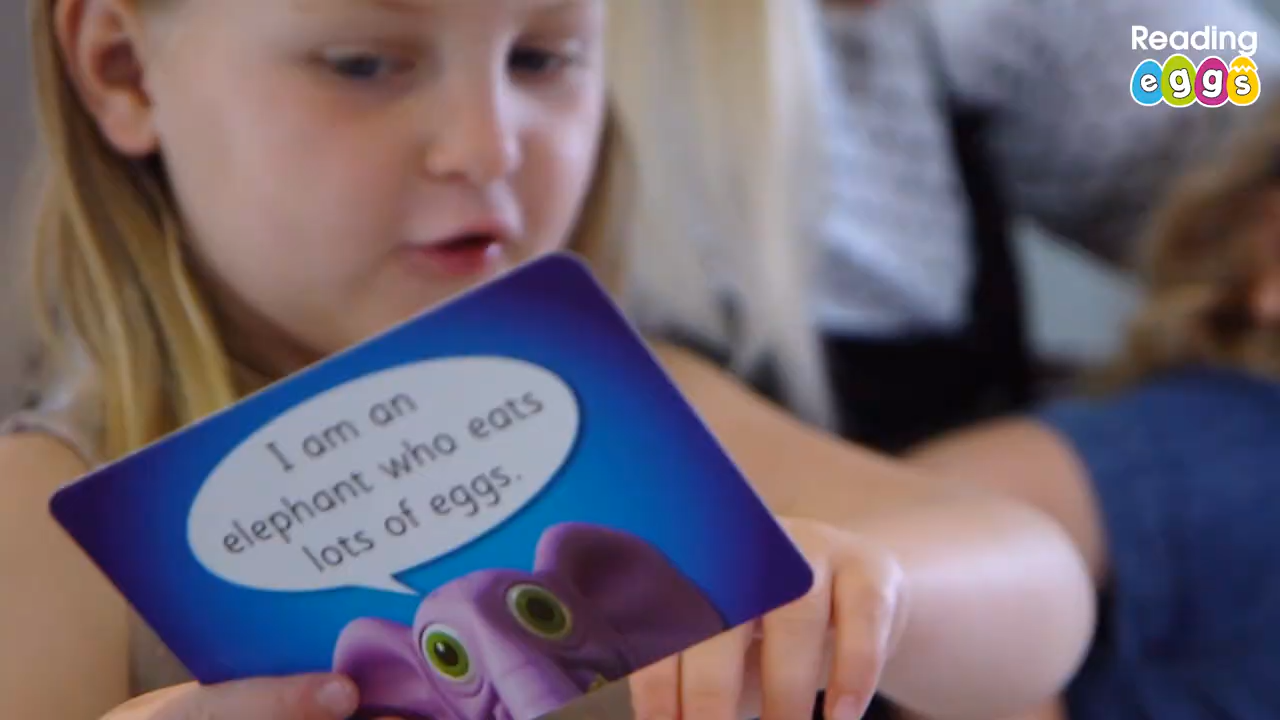 Reading
eggs
I am an
elephant who eats
lots of eggs.